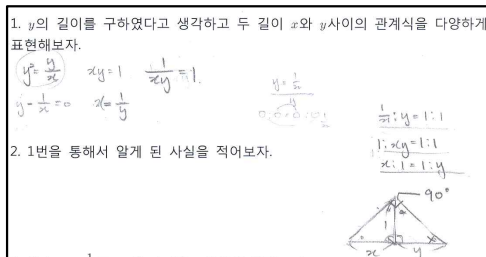 1. y의 길이를 구하였다고 생각하고 두 길이 x와 y사이의 관계식을 다양하게
표현해보자.
y²= y/x   xy=1   1/xy =1.
y - 1/x =0   x= 1/y
y= 1/x
1/x : y = 1:1
1: xy = 1:1
x: 1 = 1: y
2. 1번을 통해서 알게 된 사실을 적어보자.
90°
1
x   y